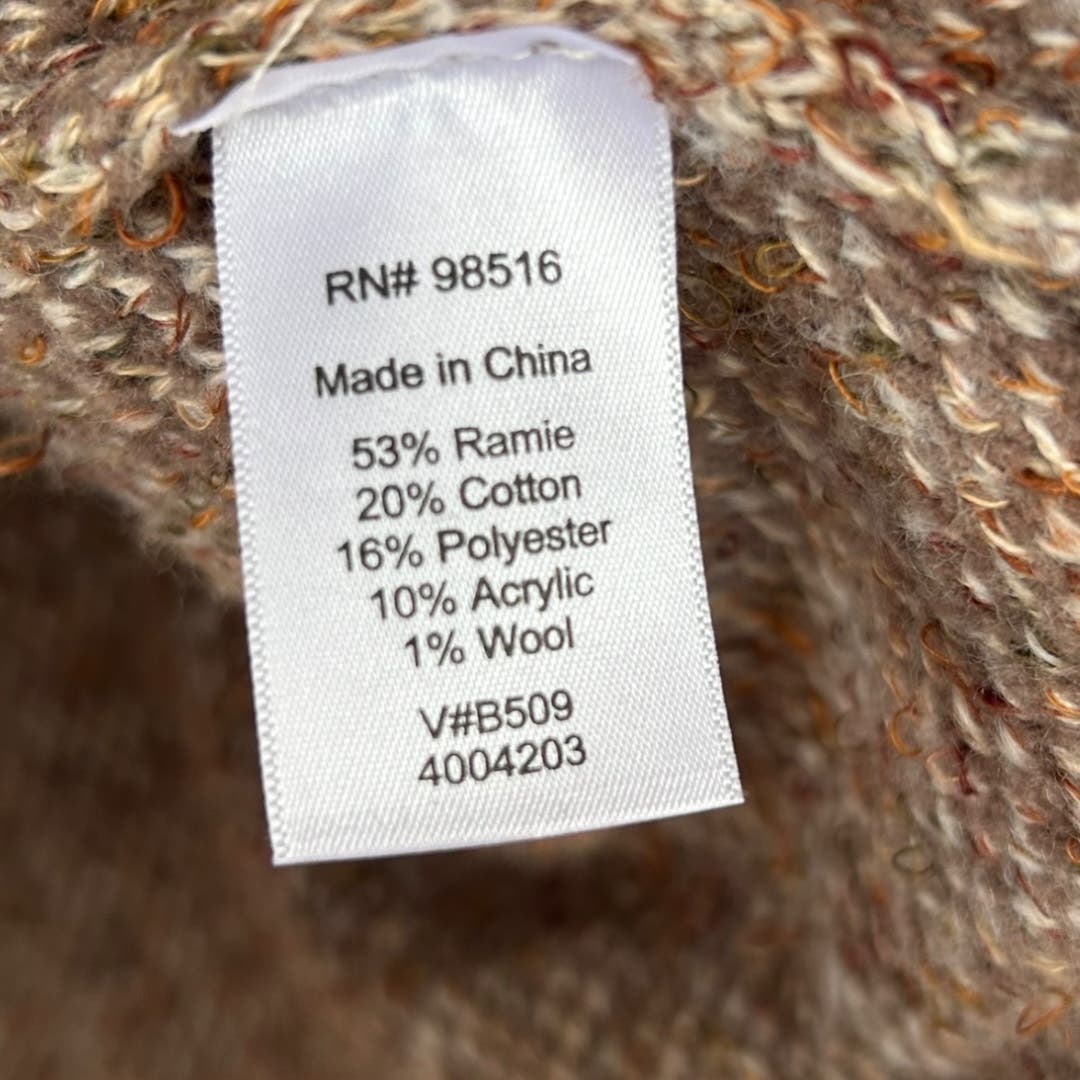 RN# 98516
Made in China
53% Ramie
20% Cotton
16% Polyester
10% Acrylic
1% Wool
V#B509
4004203